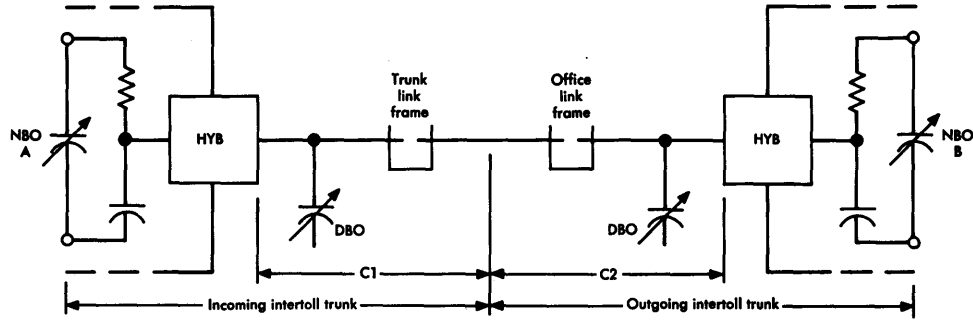 Trunk
link
frame
Office
link
frame
NBO
A
HYB
HYB
NBO
B
DBO
DBO
C1
C2
Incoming intertoll trunk
Outgoing intertoll trunk